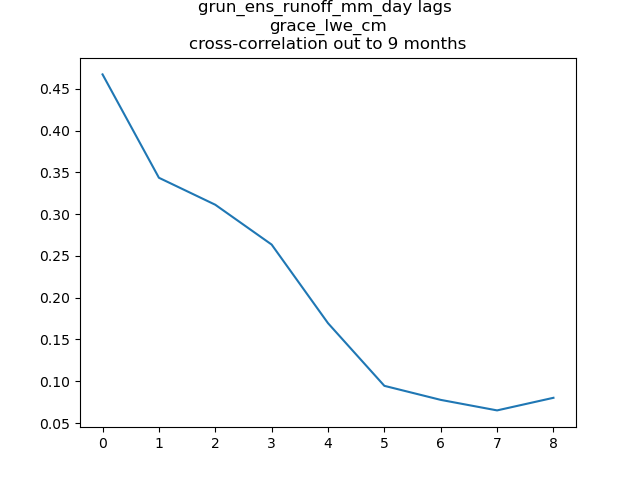 grun_ens_runoff_mm_day lags
grace_lwe_cm
cross-correlation out to 9 months
0.45
0.40
0.35
0.30
0.25
0.20
0.15
0.10
0.05
0 1 2 3 4 5 6 7 8